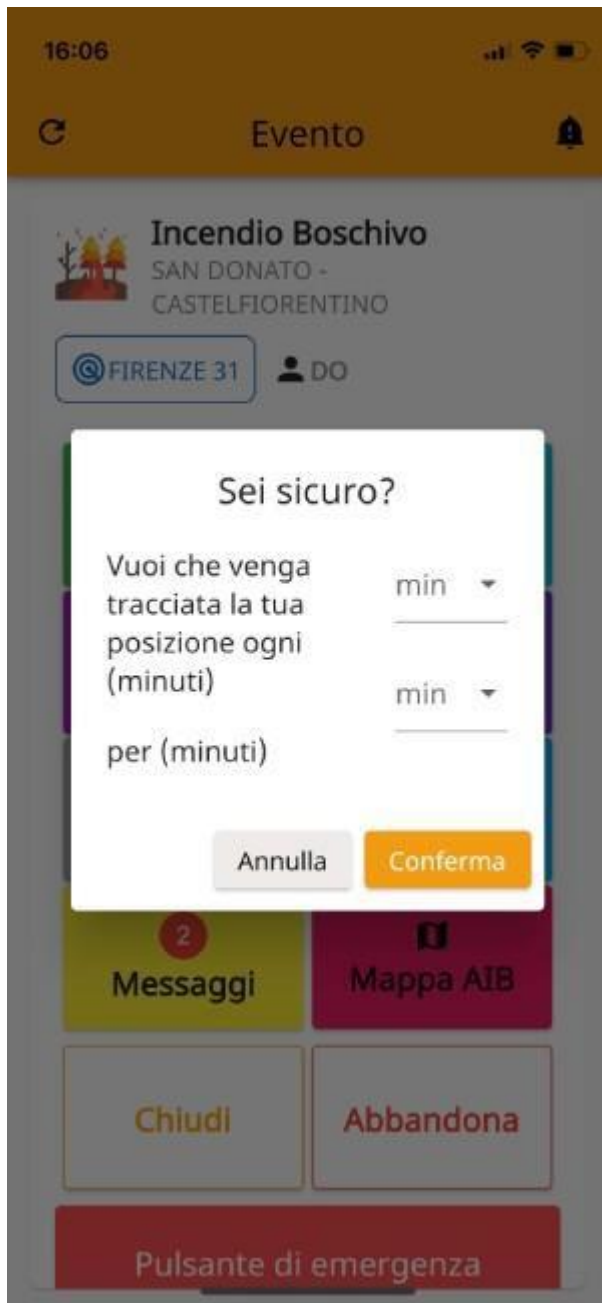 16:06
Evento
Incendio Boschivo
SAN DONATO -
CASTELFIORENTINO
FIRENZE 31
DO
Sei sicuro?
Vuoi che venga
tracciata la tua
posizione ogni
(minuti)
min
per (minuti)
min
Annulla
Conferma
2
Messaggi
Mappa AIB
Chiudi
Abbandona
Pulsante di emergenza